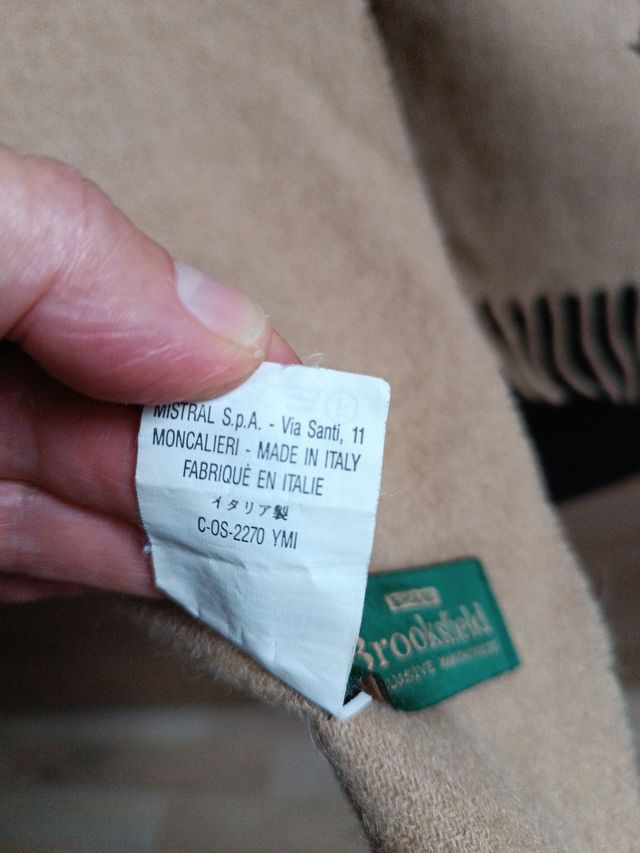 MISTRAL S.p.A. - Via Santi, 11
MONCALIERI - MADE IN ITALY
FABRIQUÈ EN ITALIE
イタリア製
C-OS-2270 YMI
Brooksfield